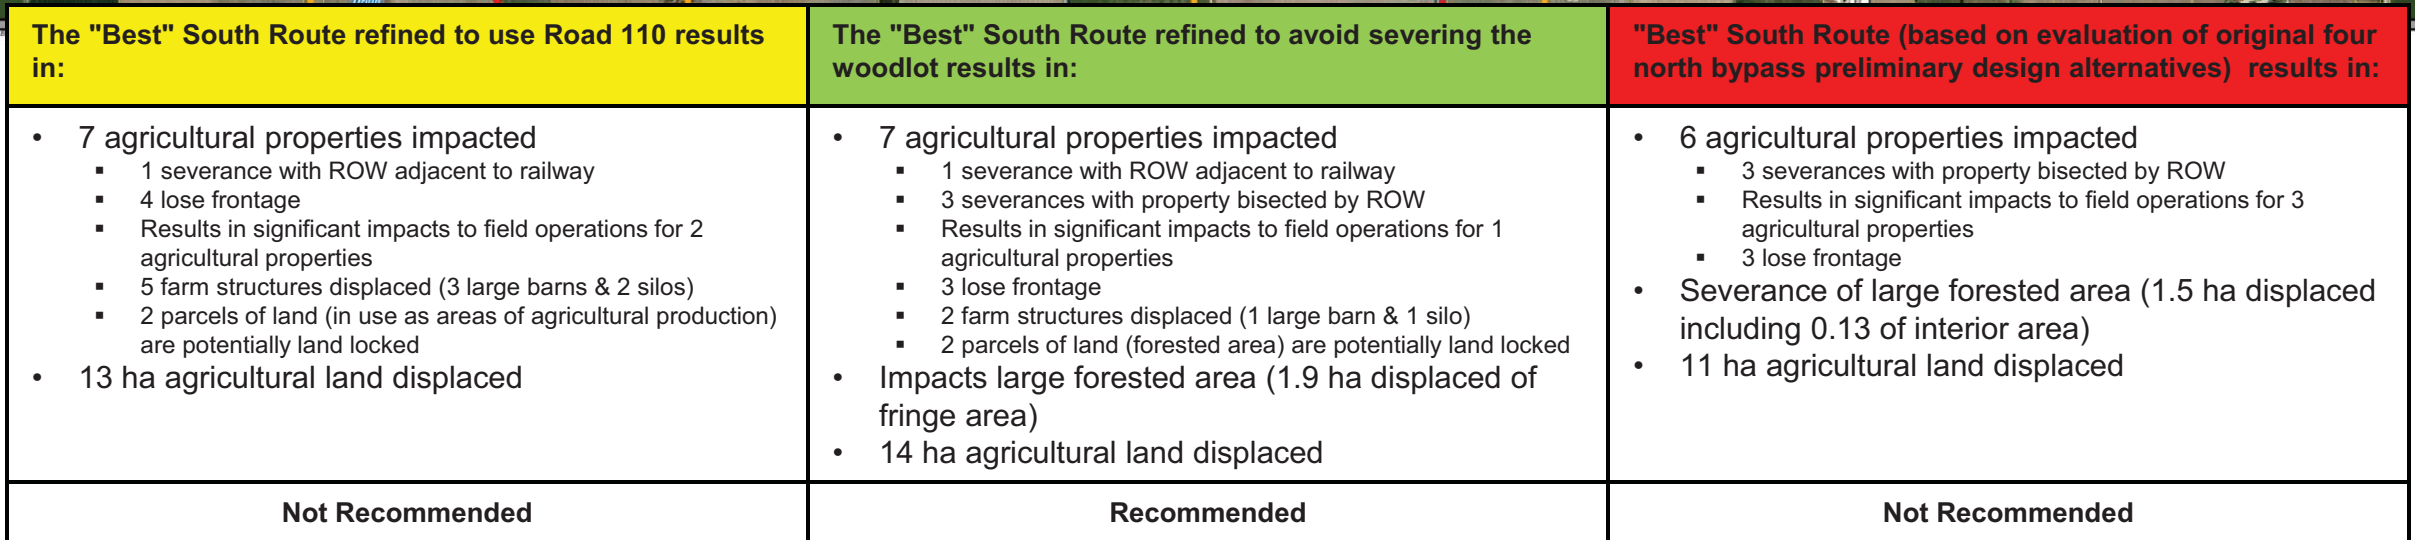 The "Best" South Route refined to use Road 110 results
in:
• 7 agricultural properties impacted
▪ 1 severance with ROW adjacent to railway
▪ 4 lose frontage
▪ Results in significant impacts to field operations for 2
agricultural properties
▪ 5 farm structures displaced (3 large barns & 2 silos)
▪ 2 parcels of land (in use as areas of agricultural production)
are potentially land locked
• 13 ha agricultural land displaced
Not Recommended
The "Best" South Route refined to avoid severing the
woodlot results in:
• 7 agricultural properties impacted
▪ 1 severance with ROW adjacent to railway
▪ 3 severances with property bisected by ROW
▪ Results in significant impacts to field operations for 1
agricultural properties
▪ 3 lose frontage
▪ 2 farm structures displaced (1 large barn & 1 silo)
▪ 2 parcels of land (forested area) are potentially land locked
• Impacts large forested area (1.9 ha displaced of
fringe area)
• 14 ha agricultural land displaced
Recommended
"Best" South Route (based on evaluation of original four
north bypass preliminary design alternatives) results in:
• 6 agricultural properties impacted
▪ 3 severances with property bisected by ROW
▪ Results in significant impacts to field operations for 3
agricultural properties
▪ 3 lose frontage
• Severance of large forested area (1.5 ha displaced
including 0.13 of interior area)
• 11 ha agricultural land displaced
Not Recommended